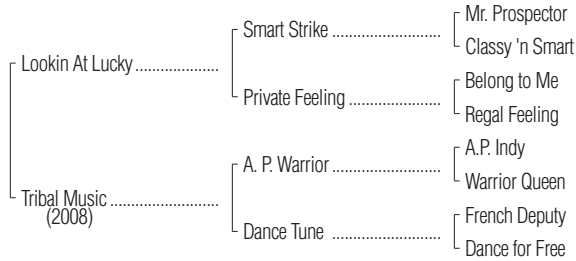 Mr. Prospector
Smart Strike ......................
Classy 'n Smart
Lookin At Lucky.....................
Belong to Me
Private Feeling ....................
Regal Feeling
A.P. Indy
A. P. Warrior......................
Warrior Queen
Tribal Music ...........................
(2008)
French Deputy
Dance Tune ......................
Dance for Free